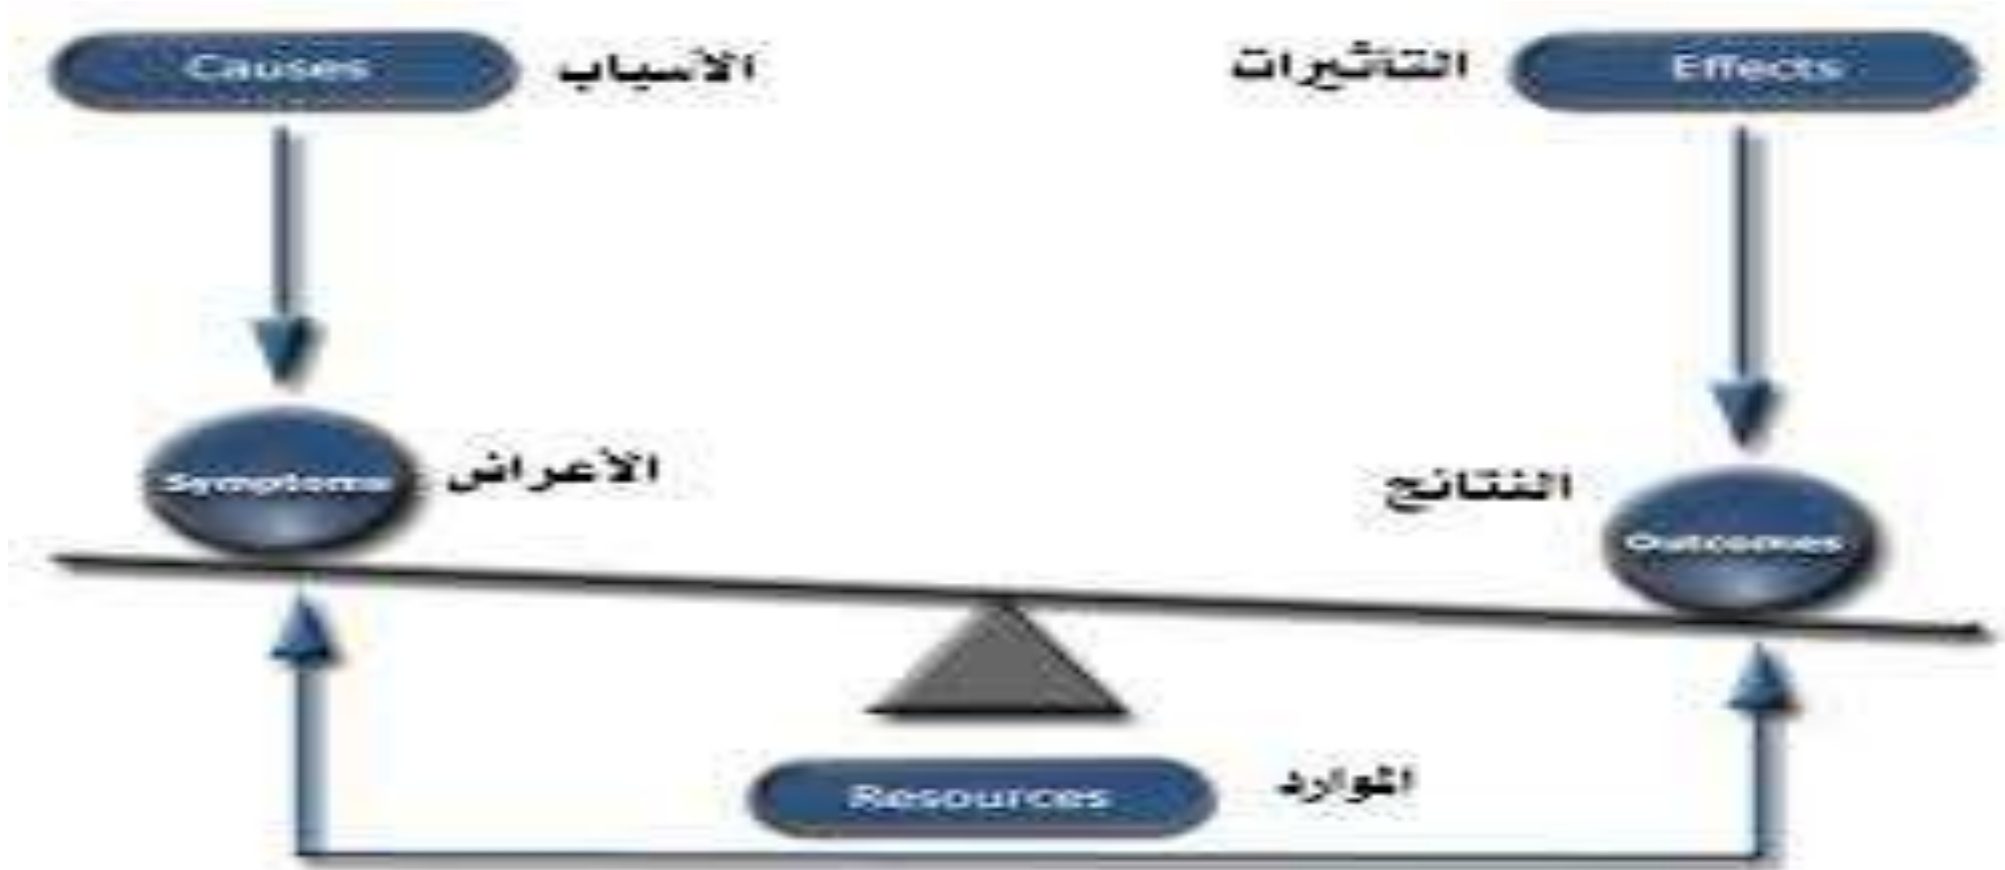 Causes الأسباب
التأثيرات Effects
Symptoms الأعراض
النتائج Outcomes
Resources الموارد